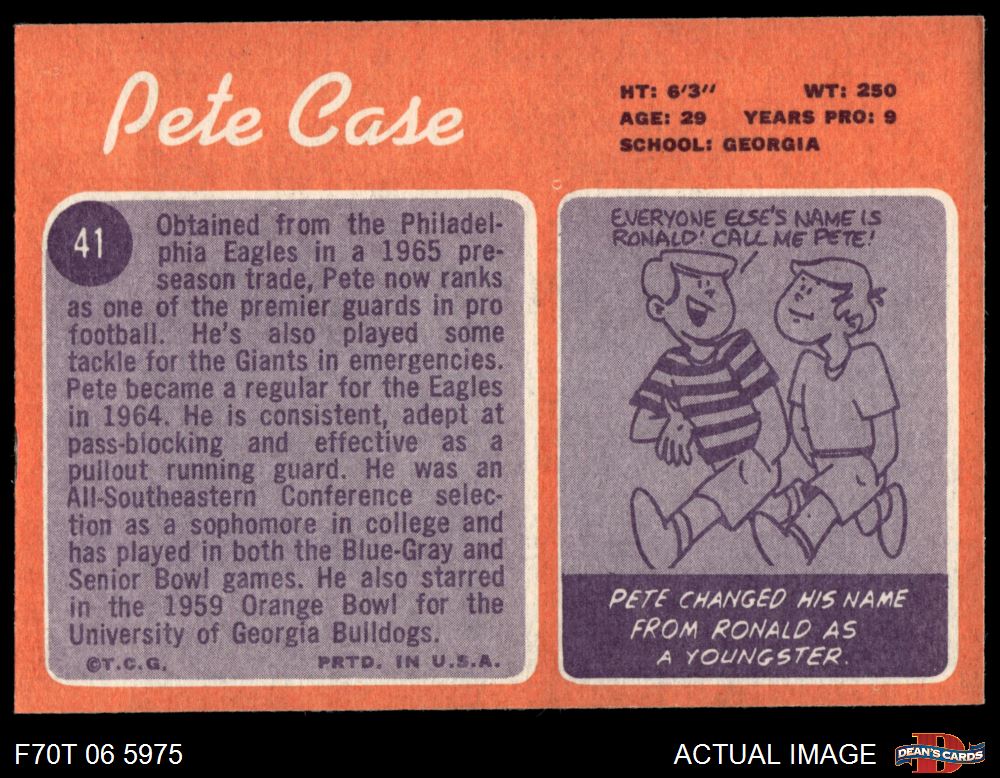 Pete Case
HT: 6'3" WT: 250
AGE: 29 YEARS PRO: 9
SCHOOL: GEORGIA
41
Obtained from the Philadel-
phia Eagles in a 1965 pre-
season trade, Pete now ranks
as one of the premier guards in pro
football. He's also played some
tackle for the Giants in emergencies.
Pete became a regular for the Eagles
in 1964. He is consistent, adept at
pass-blocking and effective as a
pullout running guard. He was an
All-Southeastern Conference selec-
tion as a sophomore in college and
has played in both the Blue-Gray and
Senior Bowl games. He also starred
in the 1959 Orange Bowl for the
University of Georgia Bulldogs.
©T.C.G. PRTD. IN U.S.A.
EVERYONE ELSE'S NAME IS
RONALD! CALL ME PETE!
PETE CHANGED HIS NAME
FROM RONALD AS
A YOUNGSTER.
F70T 06 5975
ACTUAL IMAGE
D
DEAN'S CARDS